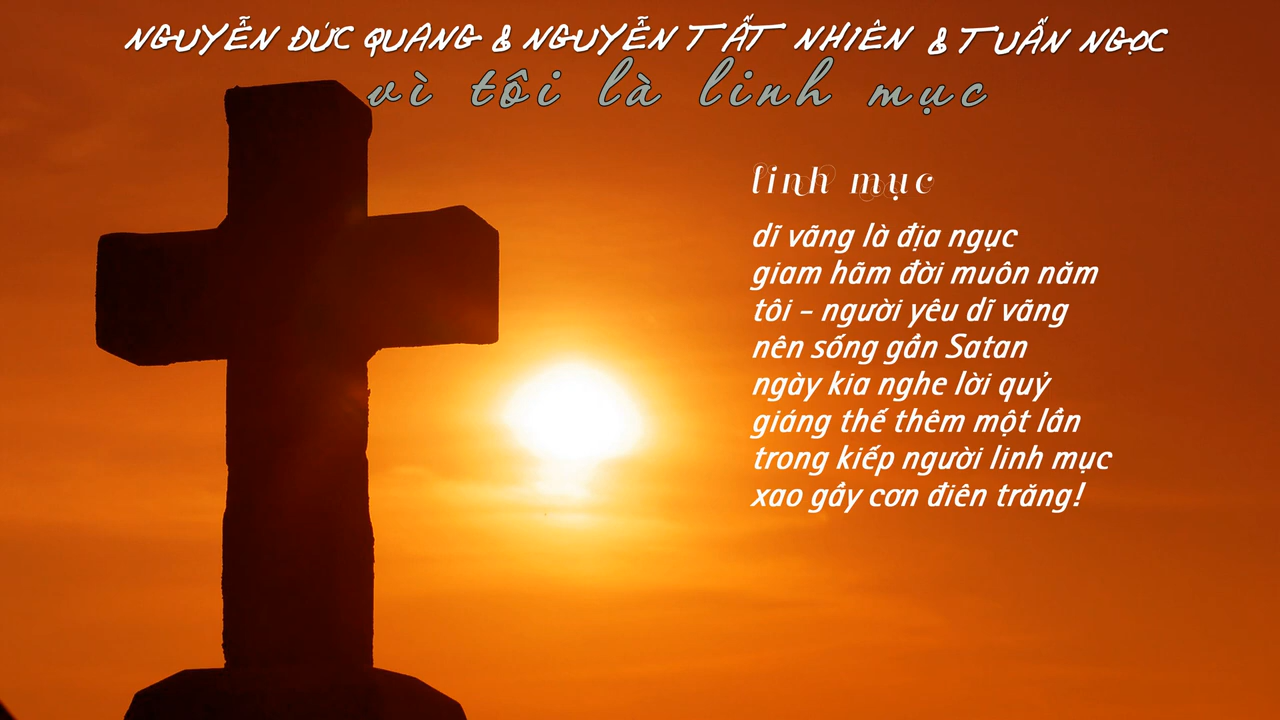 NGUYỄN ĐỨC QUANG & NGUYỄN TẤT NHIÊN & TUẤN NGỌC
vì tôi là linh mục
linh mục
dĩ vãng là địa ngục
giam hãm đời muôn năm
tôi – người yêu dĩ vãng
nên sống gần Satan
ngày kia nghe lời quỷ
giáng thế thêm một lần
trong kiếp người linh mục
xao gầy cơn điên trăng!